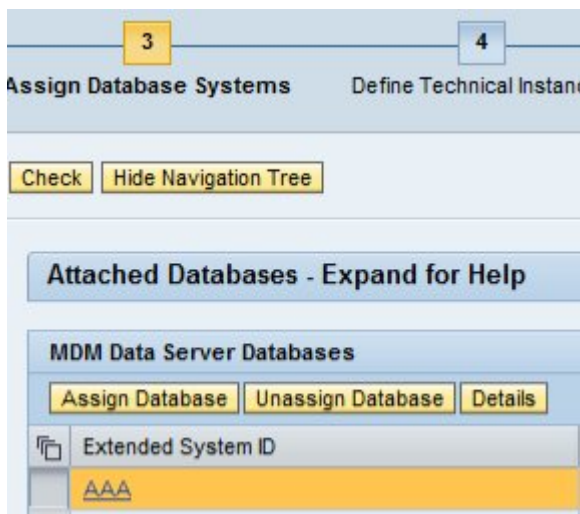 3 4
Assign Database Systems Define Technical Instanc
Check Hide Navigation Tree
Attached Databases - Expand for Help
MDM Data Server Databases
Assign Database Unassign Database Details
Extended System ID
AAA